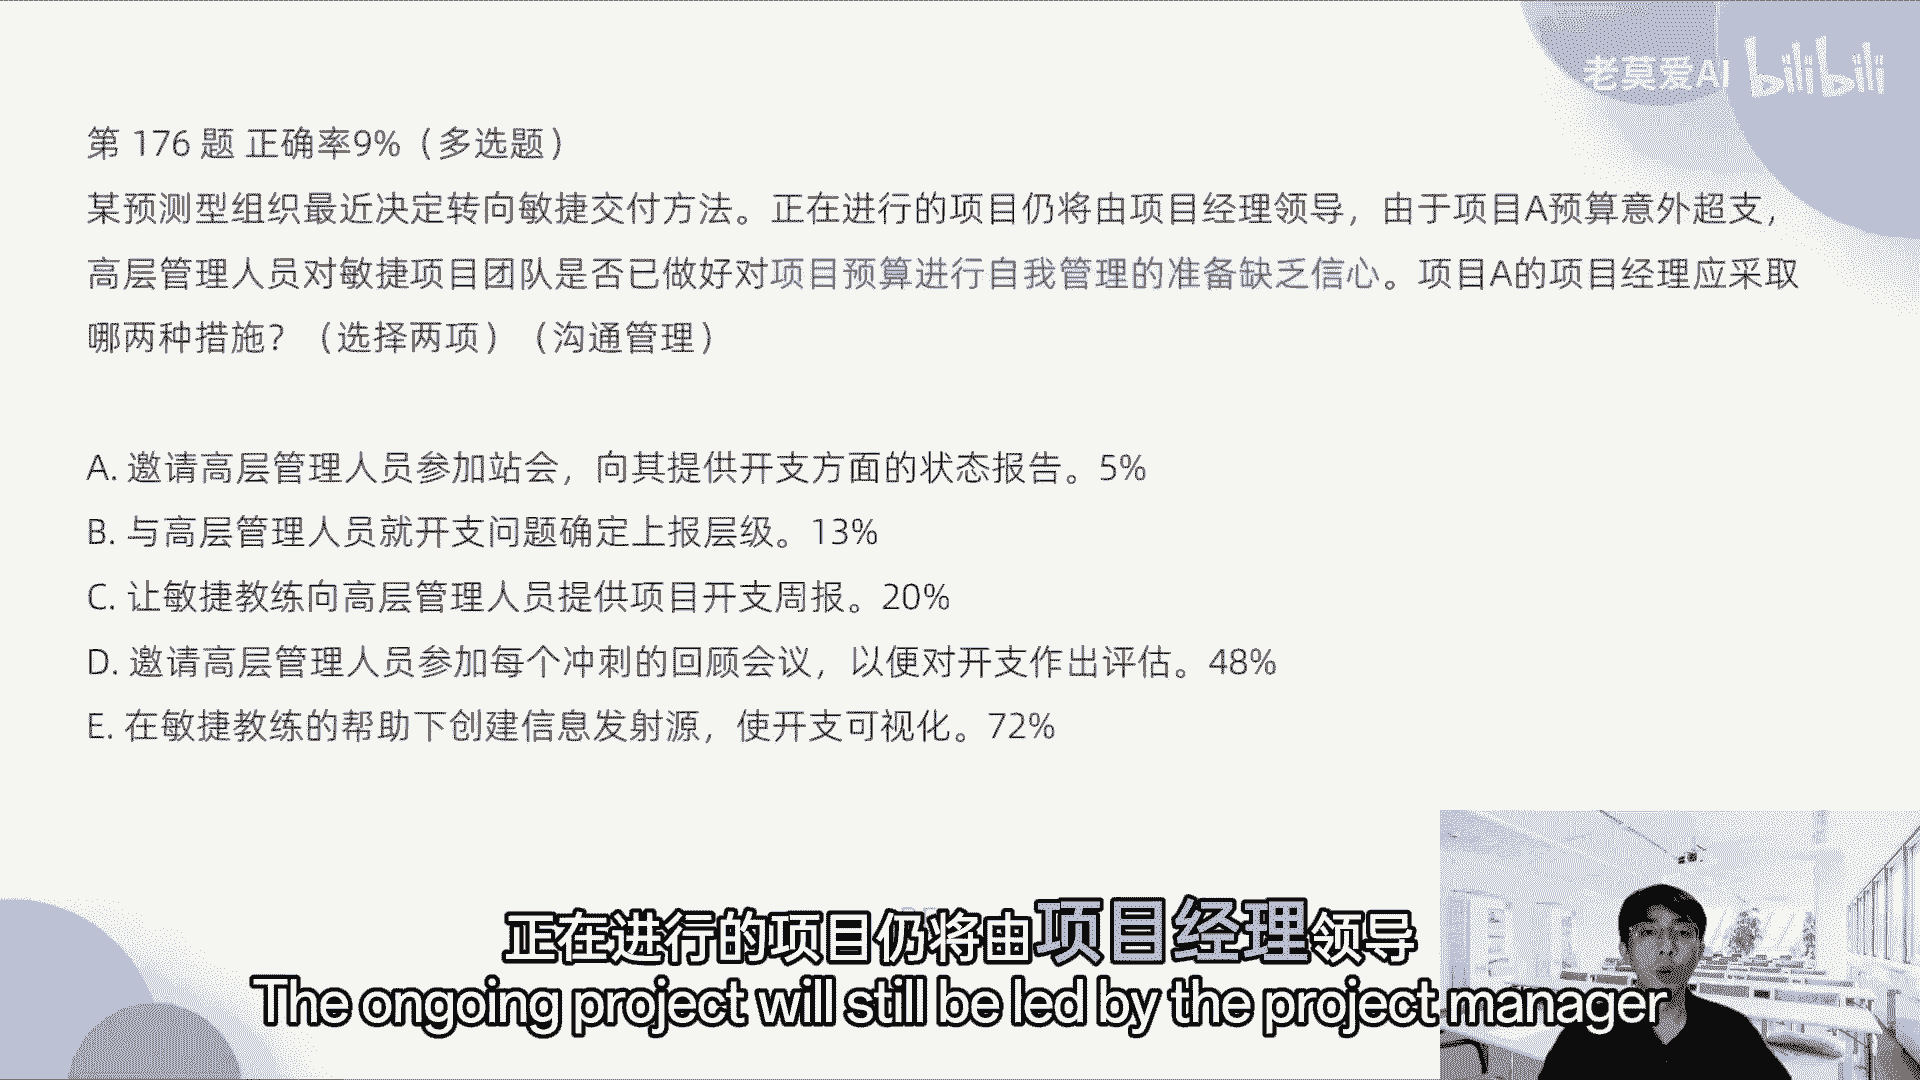 老莫爱AI bilibili
第 176 题 正确率9%（多选题）
某预测型组织最近决定转向敏捷交付方法。正在进行的项目仍将由项目经理领导，由于项目A预算意外超支，
高层管理人员对敏捷项目团队是否已做好对项目预算进行自我管理的准备缺乏信心。项目A的项目经理应采取
哪两种措施？（选择两项）（沟通管理）
A. 邀请高层管理人员参加站会，向其提供开支方面的状态报告。5%
B. 与高层管理人员就开支问题确定上报层级。13%
C. 让敏捷教练向高层管理人员提供项目开支周报。20%
D. 邀请高层管理人员参加每个冲刺的回顾会议，以便对开支作出评估。48%
E. 在敏捷教练的帮助下创建信息发射源，使开支可视化。72%
正在进行的项目仍将由项目经理领导
The ongoing project will still be led by the project manager